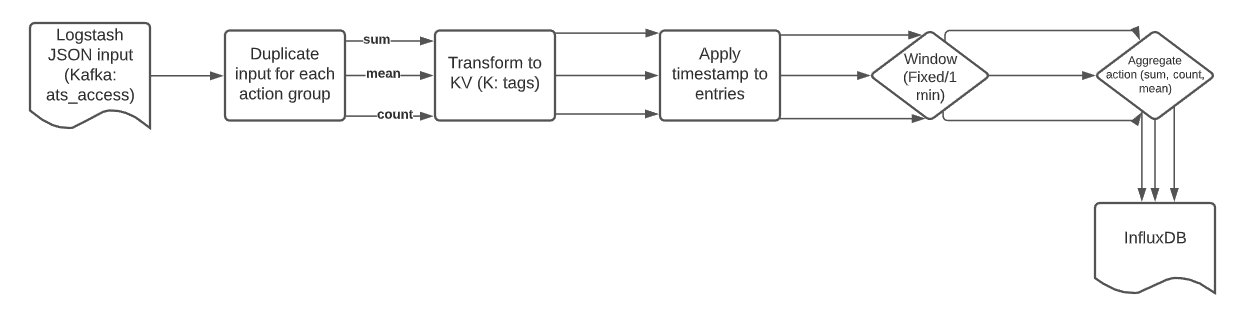 Logstash
JSON input
(Kafka:
ats_access)
Duplicate
input for each
action group
sum
mean
count
Transform to
KV (K: tags)
Apply
timestamp to
entries
Window
(Fixed/1
min)
Aggregate
action (sum, count,
mean)
InfluxDB